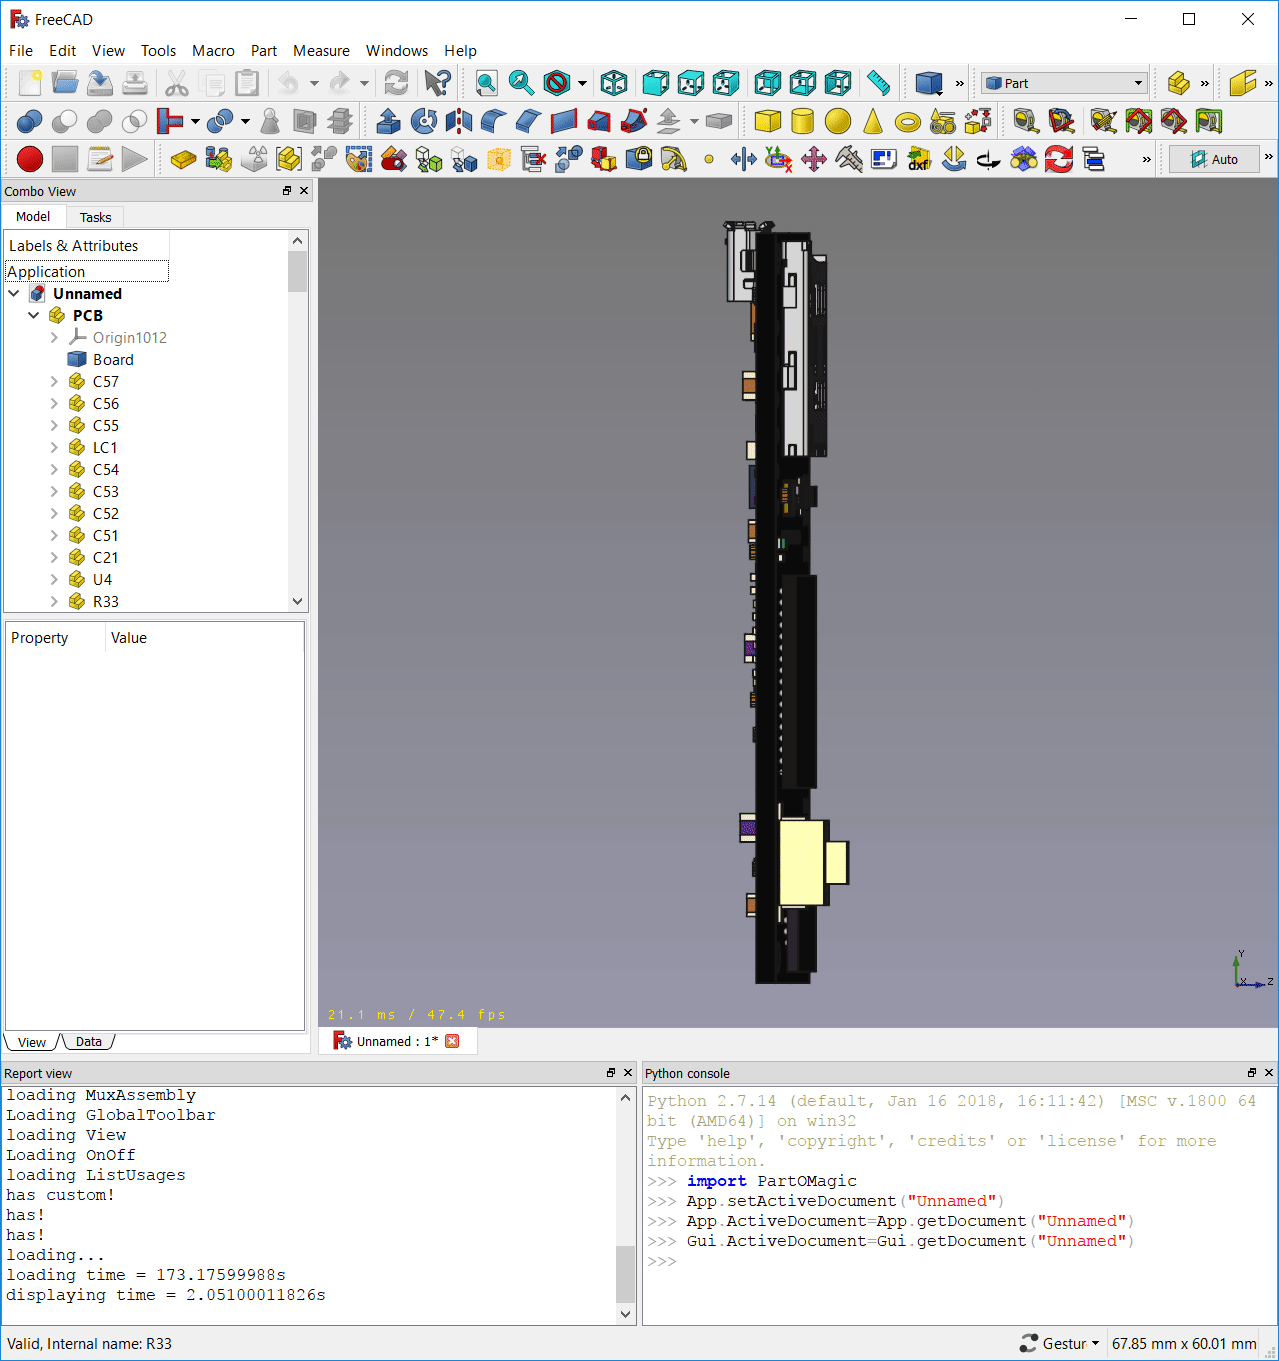 FreeCAD
File Edit View Tools Macro Part Measure Windows Help
Part
dxf
Auto
Combo View
Model Tasks
Labels & Attributes
Application
Unnamed
PCB
Origin1012
Board
C57
C56
C55
LC1
C54
C53
C52
C51
C21
U4
R33
Property Value
View Data
Y
X
Z
21.1 ms / 47.4 fps
Unnamed : 1*
Report view
loading MuxAssembly
Loading GlobalToolbar
loading View
Loading OnOff
loading ListUsages
has custom!
has!
has!
loading...
loading time = 173.17599988s
displaying time = 2.05100011826s
Python console
Python 2.7.14 (default, Jan 16 2018, 16:11:42) [MSC v.1800 64
bit (AMD64)] on win32
Type 'help', 'copyright', 'credits' or 'license' for more
information.
>>> import PartOMagic
>>> App.setActiveDocument("Unnamed")
>>> App.ActiveDocument=App.getDocument("Unnamed")
>>> Gui.ActiveDocument=Gui.getDocument("Unnamed")
>>>
Valid, Internal name: R33
Gestur
67.85 mm x 60.01 mm